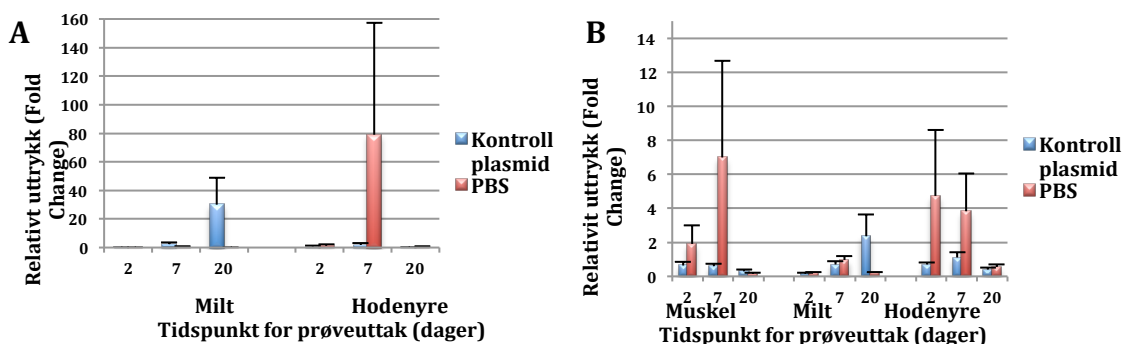 A
Relativt uttrykk (Fold
Change)
160
140
120
100
80
60
40
20
0
2 7 20 2 7 20
Milt Hodenyre
Tidspunkt for prøveuttak (dager)
Kontroll
plasmid
PBS
B
Relativit uttrykk (Fold
Change)
14
12
10
8
6
4
2
0
2 7 20 2 7 20 2 7 20
Muskel Milt Hodenyre
Tidspunkt for prøveuttak (dager)
Kontroll
plasmid
PBS